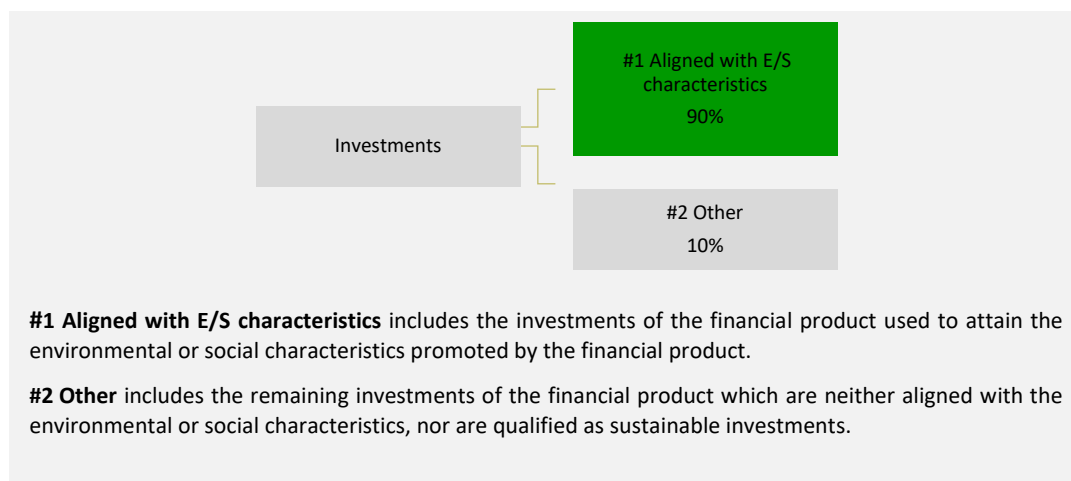 #1 Aligned with E/S
characteristics
90%
Investments
#2 Other
10%
#1 Aligned with E/S characteristics includes the investments of the financial product used to attain the
environmental or social characteristics promoted by the financial product.
#2 Other includes the remaining investments of the financial product which are neither aligned with the
environmental or social characteristics, nor are qualified as sustainable investments.